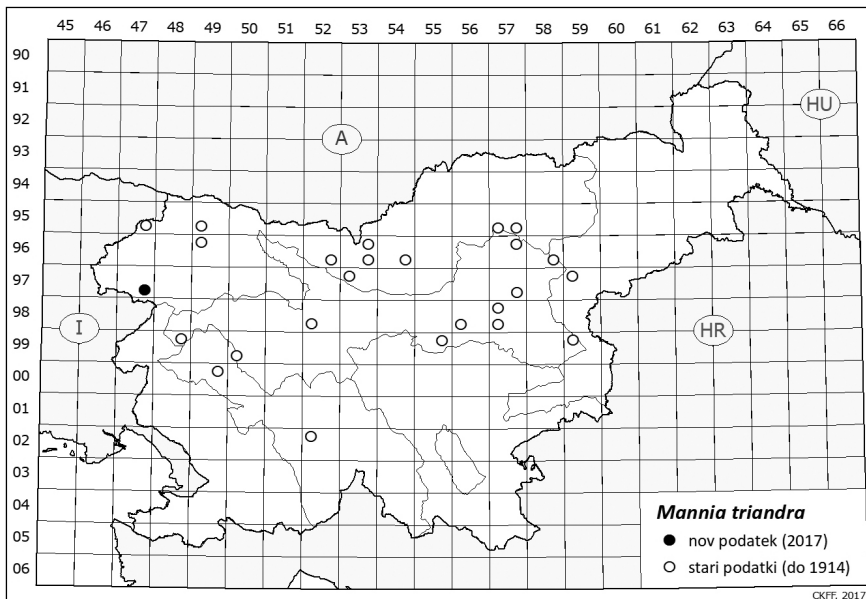 45 46 47 48 49 50 51 52 53 54 55 56 57 58 59 60 61 62 63 64 65 66
90
91
HU
A
92
93
94
95
96
97
98
I
HR
99
00
01
02
03
04
Mannia triandra
05
nov podatek (2017)
06
stari podatki (do 1914)
CKFF, 2017